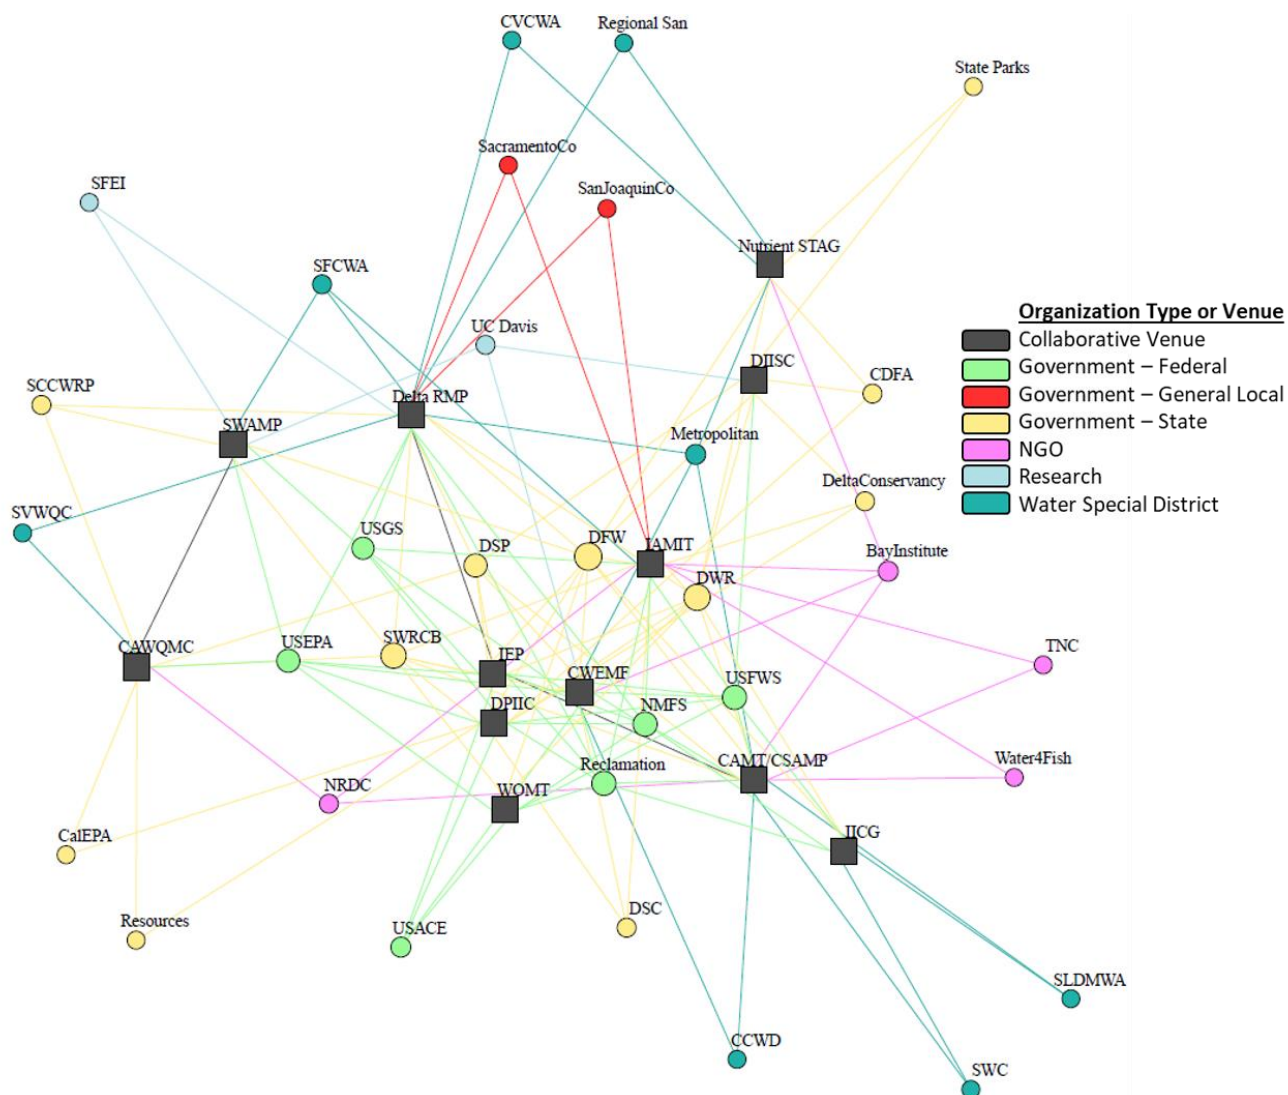 CVCWA
Regional San
State Parks
SacramentoCo
SFEI
SanJoaquinCo
Nutrient STAG
SFCWA
Organization Type or Venue
Collaborative Venue
Government – Federal
Government – General Local
Government – State
NGO
Research
Water Special District
UC Davis
DIISC
CDFA
SCCWRP
Delta RMP
SWAMP
Metropolitan
DeltaConservancy
SVWQC
USGS
DSP
DFW
IAMIT
BayInstitute
DWR
CAWQMC
USEPA
SWRCB
IEP
TNC
CWEMF
USFWS
DPIIC
NMFS
Reclamation
CAMT/CSAMP
Water4Fish
NRDC
WOMT
CalEPA
IICG
Resources
USACE
DSC
SLDMWA
CCWD
SWC